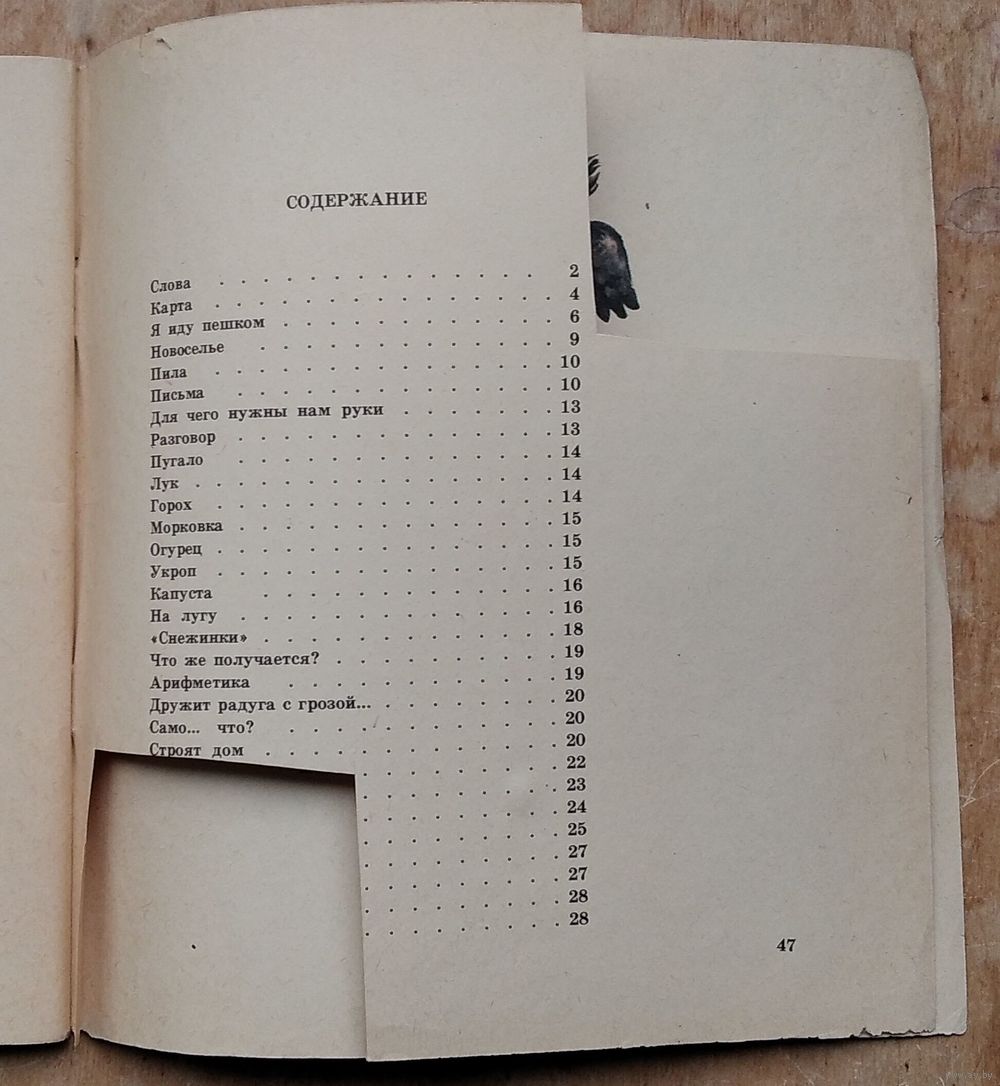 СОДЕРЖАНИЕ
Слова . . . . . . . . . . . . . . 2
Карта . . . . . . . . . . . . . . . 4
Я иду пешком . . . . . . . . . . . . 6
Новоселье . . . . . . . . . . . . . 9
Пила . . . . . . . . . . . . . . . 10
Письма . . . . . . . . . . . . . . 10
Для чего нужны нам руки . . . . . . . 13
Разговор . . . . . . . . . . . . . . 13
Пугало . . . . . . . . . . . . . . 14
Лук . . . . . . . . . . . . . . . . 14
Горох . . . . . . . . . . . . . . . 14
Морковка . . . . . . . . . . . . . . 15
Огурец . . . . . . . . . . . . . . . 15
Укроп . . . . . . . . . . . . . . . 15
Капуста . . . . . . . . . . . . . 16
На лугу . . . . . . . . . . . . . . 16
«Снежинки» . . . . . . . . . . . . . 18
Что же получается? . . . . . . . . . . 19
Арифметика . . . . . . . . . . . . 19
Дружит радуга с грозой... . . . . . . . . 20
Само... что? . . . . . . . . . . . . 20
Строят дом . . . . . . . . . . . . . 20
. . . . . . . . . 22
. . . . . . . . . 23
. . . . . . . . . 24
. . . . . . . . . 25
. . . . . . . . . 27
. . . . . . . . . 27
. . . . . . . . . 28
. . . . . . . . . 28
47
www.ay.by